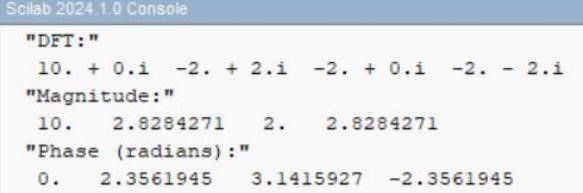 Scilab 2024.1.0 Console
"DFT:"
10. + 0.i  -2. + 2.i  -2. + 0.i  -2. - 2.i
"Magnitude:"
10.   2.8284271   2.   2.8284271
"Phase (radians):"
0.   2.3561945   3.1415927  -2.3561945